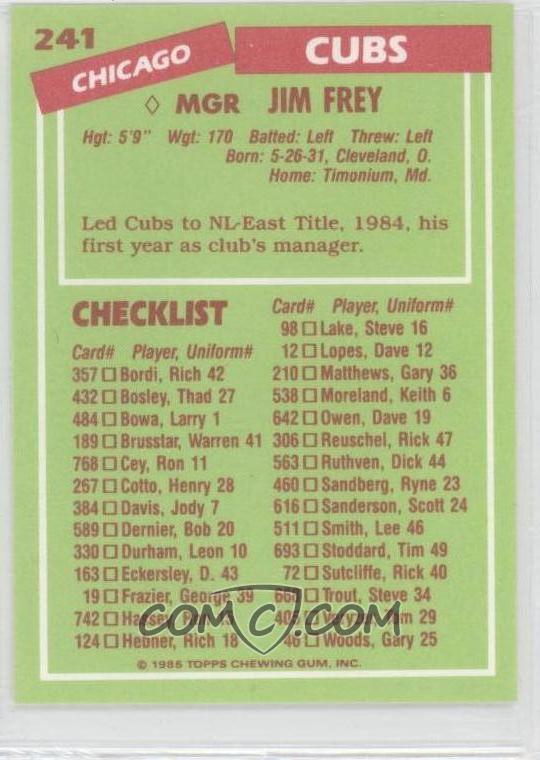 241
CHICAGO
CUBS
MGR JIM FREY
Hgt: 5'9" Wgt: 170 Batted: Left Threw: Left
Born: 5-26-31, Cleveland, O.
Home: Timonium, Md.
Led Cubs to NL-East Title, 1984, his
first year as club's manager.
CHECKLIST
Card# Player, Uniform#
357 Bordi, Rich 42
432 Bosley, Thad 27
484 Bowa, Larry 1
189 Brusstar, Warren 41
768 Cey, Ron 11
267 Cotto, Henry 28
384 Davis, Jody 7
589 Dernier, Bob 20
330 Durham, Leon 10
163 Eckersley, D. 43
19 Frazier, George 39
742 Hassey,
124 Hebner, Rich 18
Card# Player, Uniform#
98 Lake, Steve 16
12 Lopes, Dave 12
210 Matthews, Gary 36
538 Moreland, Keith 6
642 Owen, Dave 19
306 Reuschel, Rick 47
563 Ruthven, Dick 44
460 Sandberg, Ryne 23
616 Sanderson, Scott 24
511 Smith, Lee 46
693 Stoddard, Tim 49
72 Sutcliffe, Rick 40
Trout, Steve 34
29
46 Woods, Gary 25
© 1985 TOPPS CHEWING GUM, INC.
COMC.COM